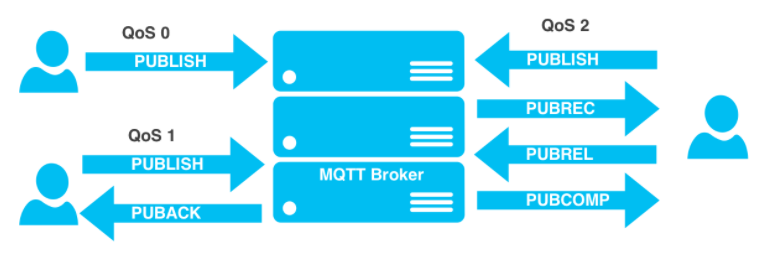 QoS 0
PUBLISH
QoS 1
PUBLISH
PUBACK
MQTT Broker
QoS 2
PUBLISH
PUBREC
PUBREL
PUBCOMP